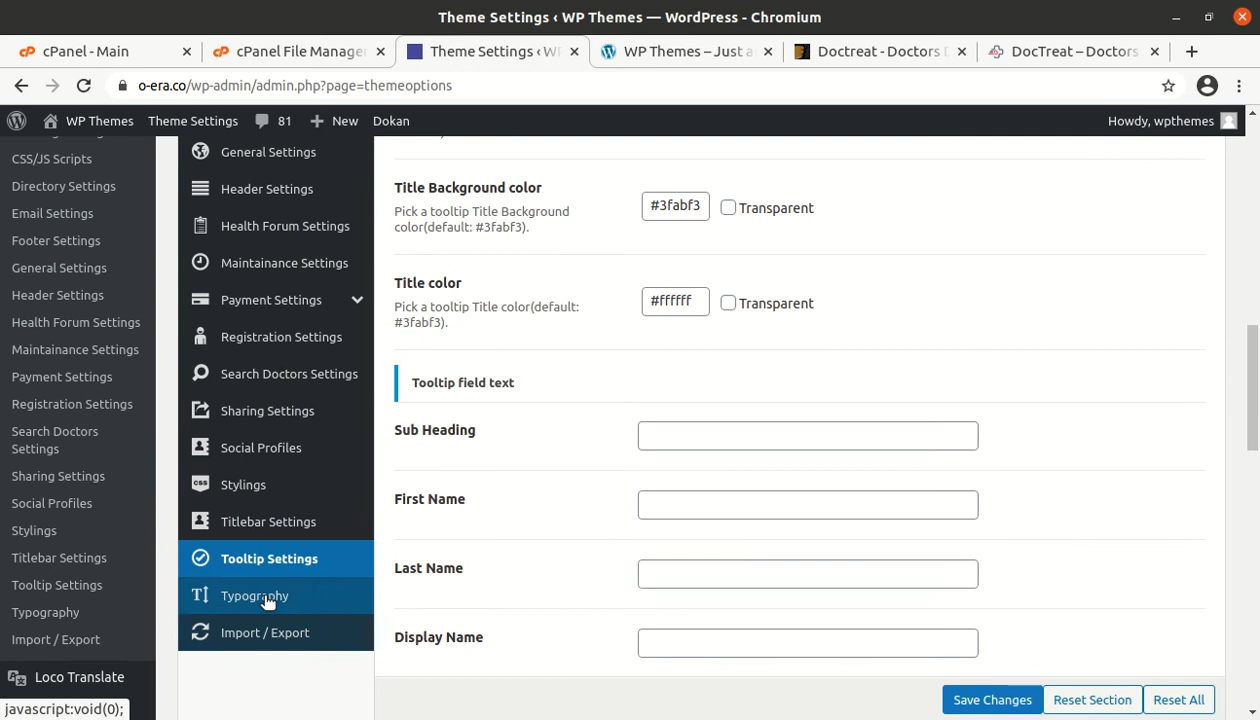 Theme Settings ‹ WP Themes — WordPress - Chromium
cPanel - Main
cPanel File Manage
Theme Settings ‹ W
WP Themes – Just a
Doctreat - Doctors
DocTreat – Doctors
o-era.co/wp-admin/admin.php?page=themeoptions
WP Themes
Theme Settings
81
New
Dokan
Howdy, wpthemes
CSS/JS Scripts
Directory Settings
Email Settings
Footer Settings
General Settings
Header Settings
Health Forum Settings
Maintainance Settings
Payment Settings
Registration Settings
Search Doctors
Settings
Sharing Settings
Social Profiles
Stylings
Titlebar Settings
Tooltip Settings
Typography
Import / Export
Loco Translate
javascript:void(0);
General Settings
Header Settings
Health Forum Settings
Maintainance Settings
Payment Settings
Registration Settings
Search Doctors Settings
Sharing Settings
Social Profiles
Stylings
Titlebar Settings
Tooltip Settings
Typography
Import / Export
Title Background color
Pick a tooltip Title Background
color(default: #3fabf3).
#3fabf3
Transparent
Title color
Pick a tooltip Title color(default:
#3fabf3).
#ffffff
Transparent
Tooltip field text
Sub Heading
First Name
Last Name
Display Name
Save Changes
Reset Section
Reset All